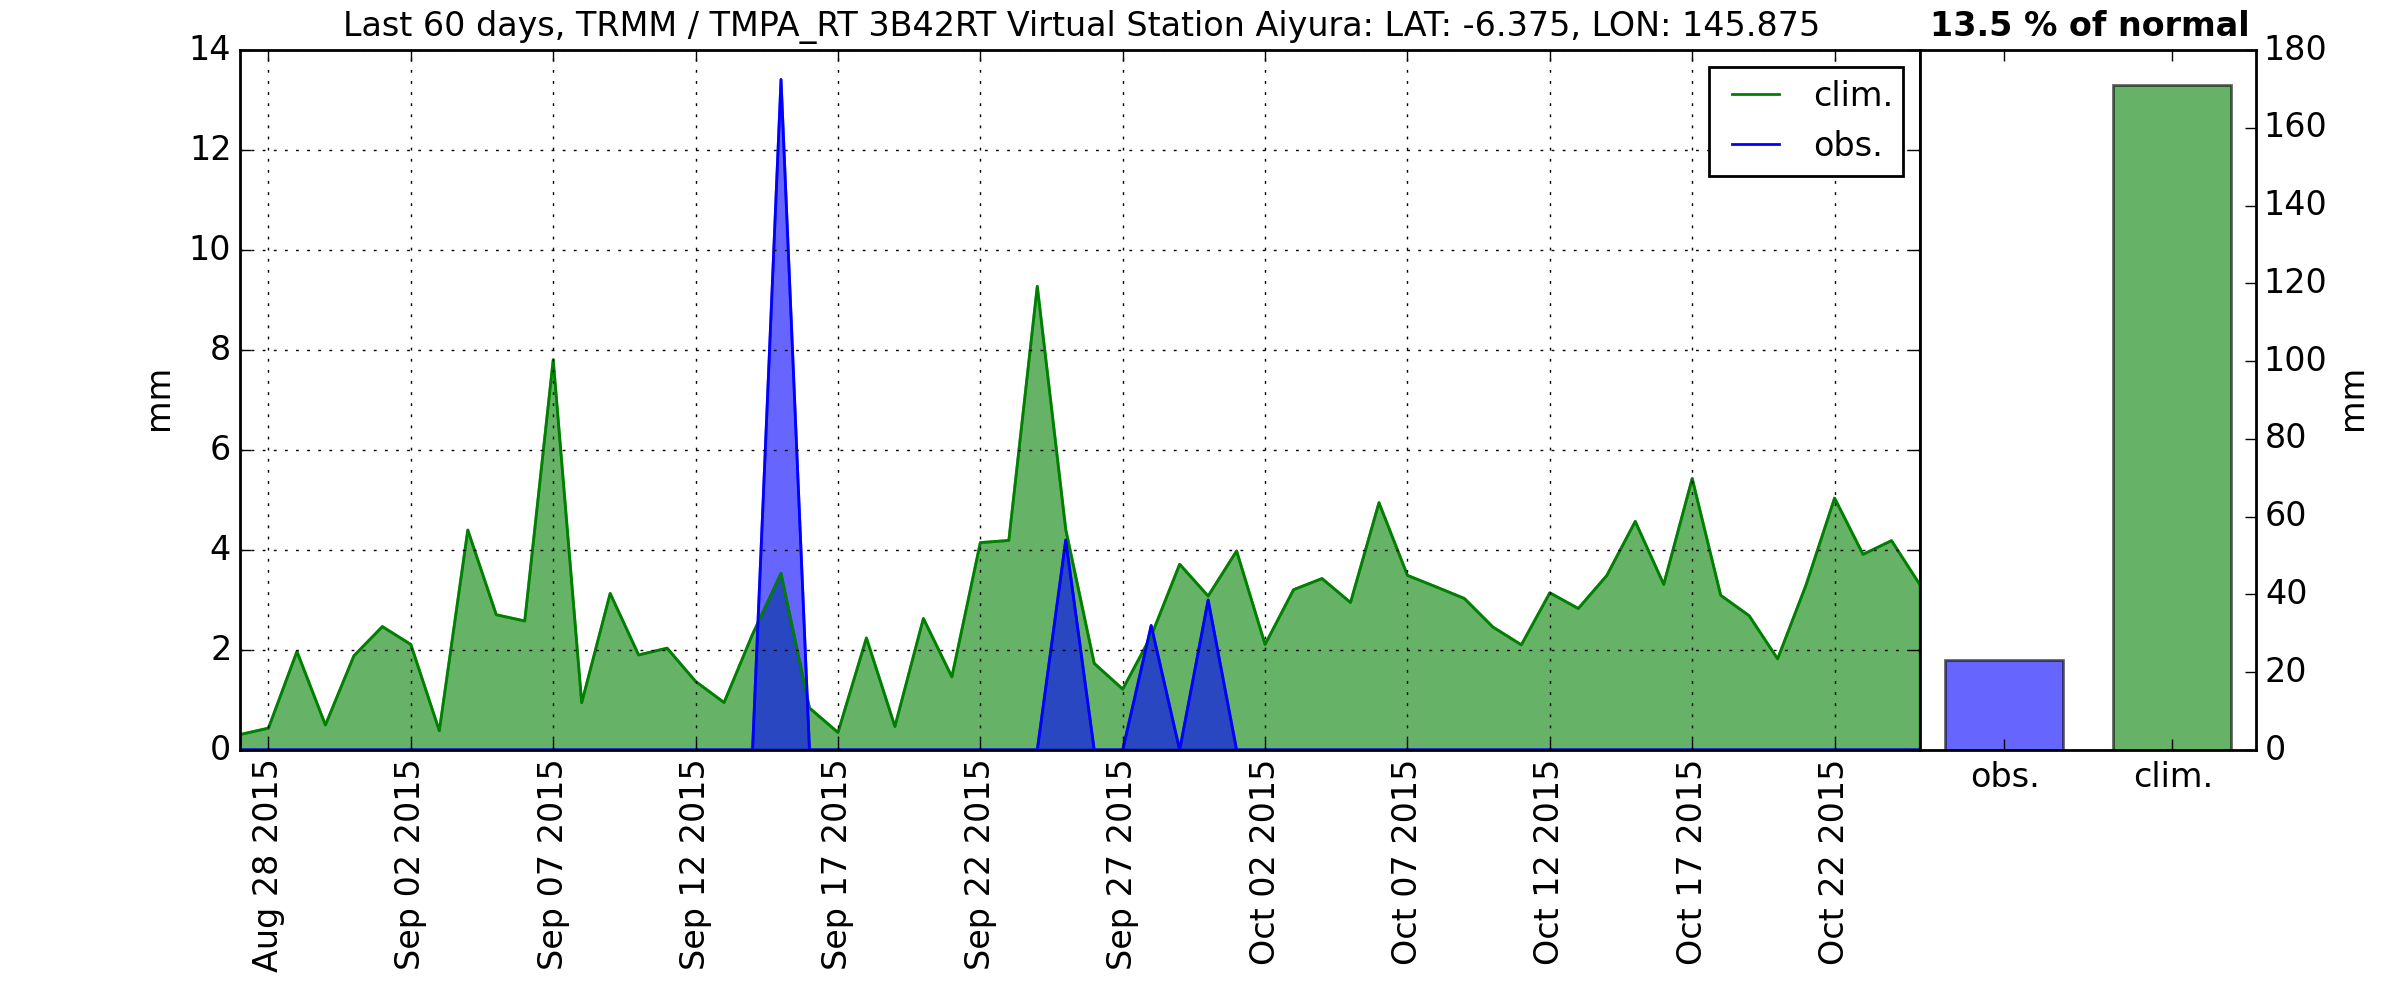 Last 60 days, TRMM / TMPA_RT 3B42RT Virtual Station Aiyura: LAT: -6.375, LON: 145.875
13.5 % of normal
14
12
10
8
6
4
2
0
mm
clim.
obs.
180
160
140
120
100
80
60
40
20
0
mm
Aug 28 2015
Sep 02 2015
Sep 07 2015
Sep 12 2015
Sep 17 2015
Sep 22 2015
Sep 27 2015
Oct 02 2015
Oct 07 2015
Oct 12 2015
Oct 17 2015
Oct 22 2015
obs.
clim.